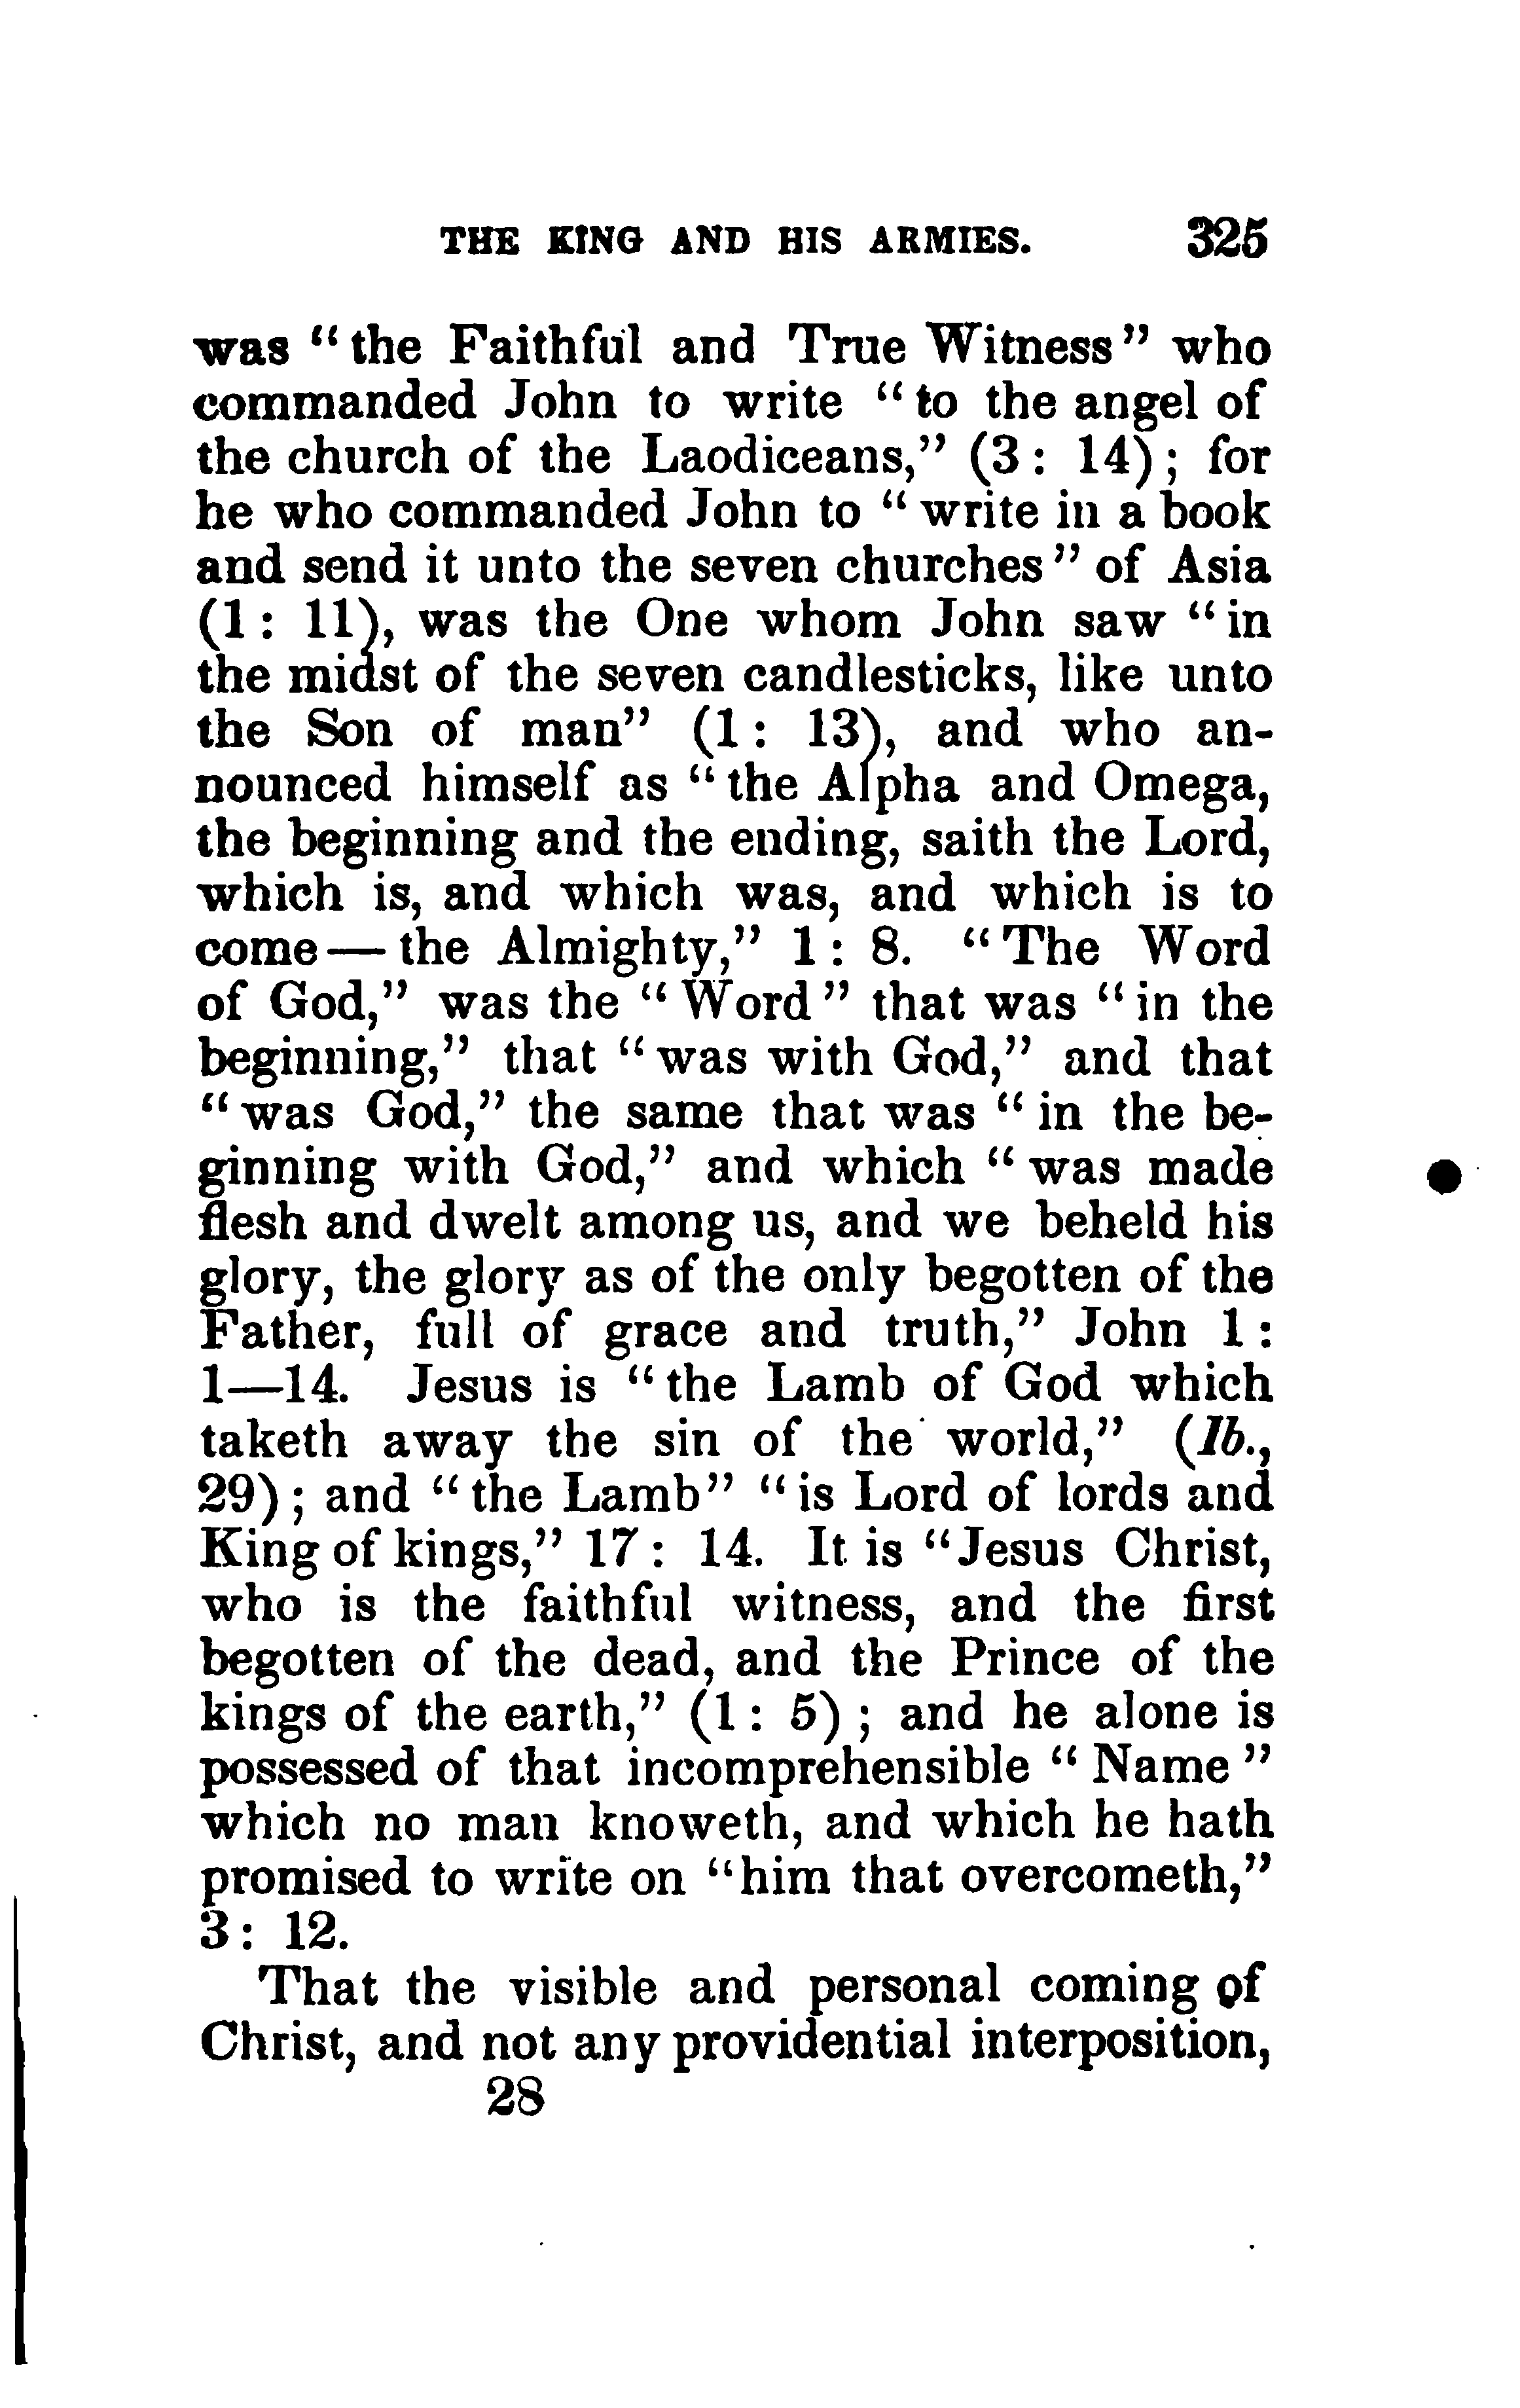 THE KING AND HIS ARMIES. 325
was “the Faithful and True Witness” who
commanded John to write “to the angel of
the church of the Laodiceans,” (3: 14); for
he who commanded John to “write in a book
and send it unto the seven churches” of Asia
(1: 11), was the One whom John saw “in
the midst of the seven candlesticks, like unto
the Son of man” (1: 13), and who an-
nounced himself as “the Alpha and Omega,
the beginning and the ending, saith the Lord,
which is, and which was, and which is to
come—the Almighty,” 1: 8. “The Word
of God,” was the “Word” that was “in the
beginning,” that “was with God,” and that
“was God,” the same that was “in the be-
ginning with God,” and which “was made
flesh and dwelt among us, and we beheld his
glory, the glory as of the only begotten of the
Father, full of grace and truth,” John 1:
1—14. Jesus is “the Lamb of God which
taketh away the sin of the world,” (Ib.,
29); and “the Lamb” “is Lord of lords and
King of kings,” 17: 14. It is “Jesus Christ,
who is the faithful witness, and the first
begotten of the dead, and the Prince of the
kings of the earth,” (1: 5); and he alone is
possessed of that incomprehensible “Name”
which no man knoweth, and which he hath
promised to write on “him that overcometh,”
3: 12.
That the visible and personal coming of
Christ, and not any providential interposition,
28